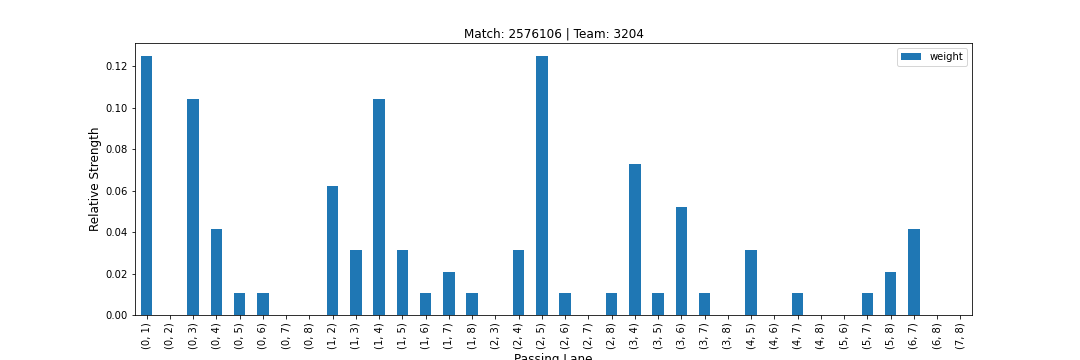 Match: 2576106 | Team: 3204
weight
Relative Strength
0.12
0.10
0.08
0.06
0.04
0.02
0.00
(0, 1) (0, 2) (0, 3) (0, 4) (0, 5) (0, 6) (0, 7) (0, 8) (1, 2) (1, 3) (1, 4) (1, 5) (1, 6) (1, 7) (1, 8) (2, 3) (2, 4) (2, 5) (2, 6) (2, 7) (2, 8) (3, 4) (3, 5) (3, 6) (3, 7) (3, 8) (4, 5) (4, 6) (4, 7) (4, 8) (5, 6) (5, 7) (5, 8) (6, 7) (6, 8) (7, 8)
Passing Lane